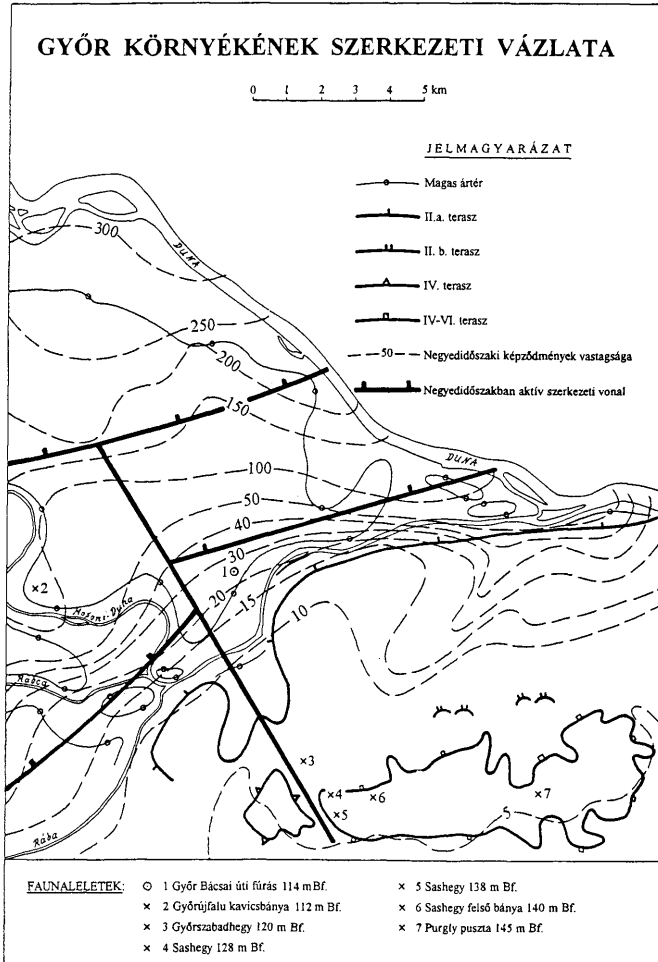 GYŐR KÖRNYÉKÉNEK SZERKEZETI VÁZLATA
0 1 2 3 4 5 km
JELMAGYARÁZAT
Magas ártér
II.a. terasz
II. b. terasz
IV. terasz
IV-VI. terasz
50 Negyedidőszaki képződmények vastagsága
Negyedidőszakban aktív szerkezeti vonal
300
DUNA
250
200
150
DUNA
100
50
40
30
1
20
15
2
Mosoni-Duna
10
Rábca
3
4
6
7
5
5
Rába
FAUNALELETEK:
1 Győr Bácsai úti fúrás 114 mBf.
2 Győrújfalu kavicsbánya 112 m Bf.
3 Győrszabadhegy 120 m Bf.
4 Sashegy 128 m Bf.
5 Sashegy 138 m Bf.
6 Sashegy felső bánya 140 m Bf.
7 Purgly puszta 145 m Bf.